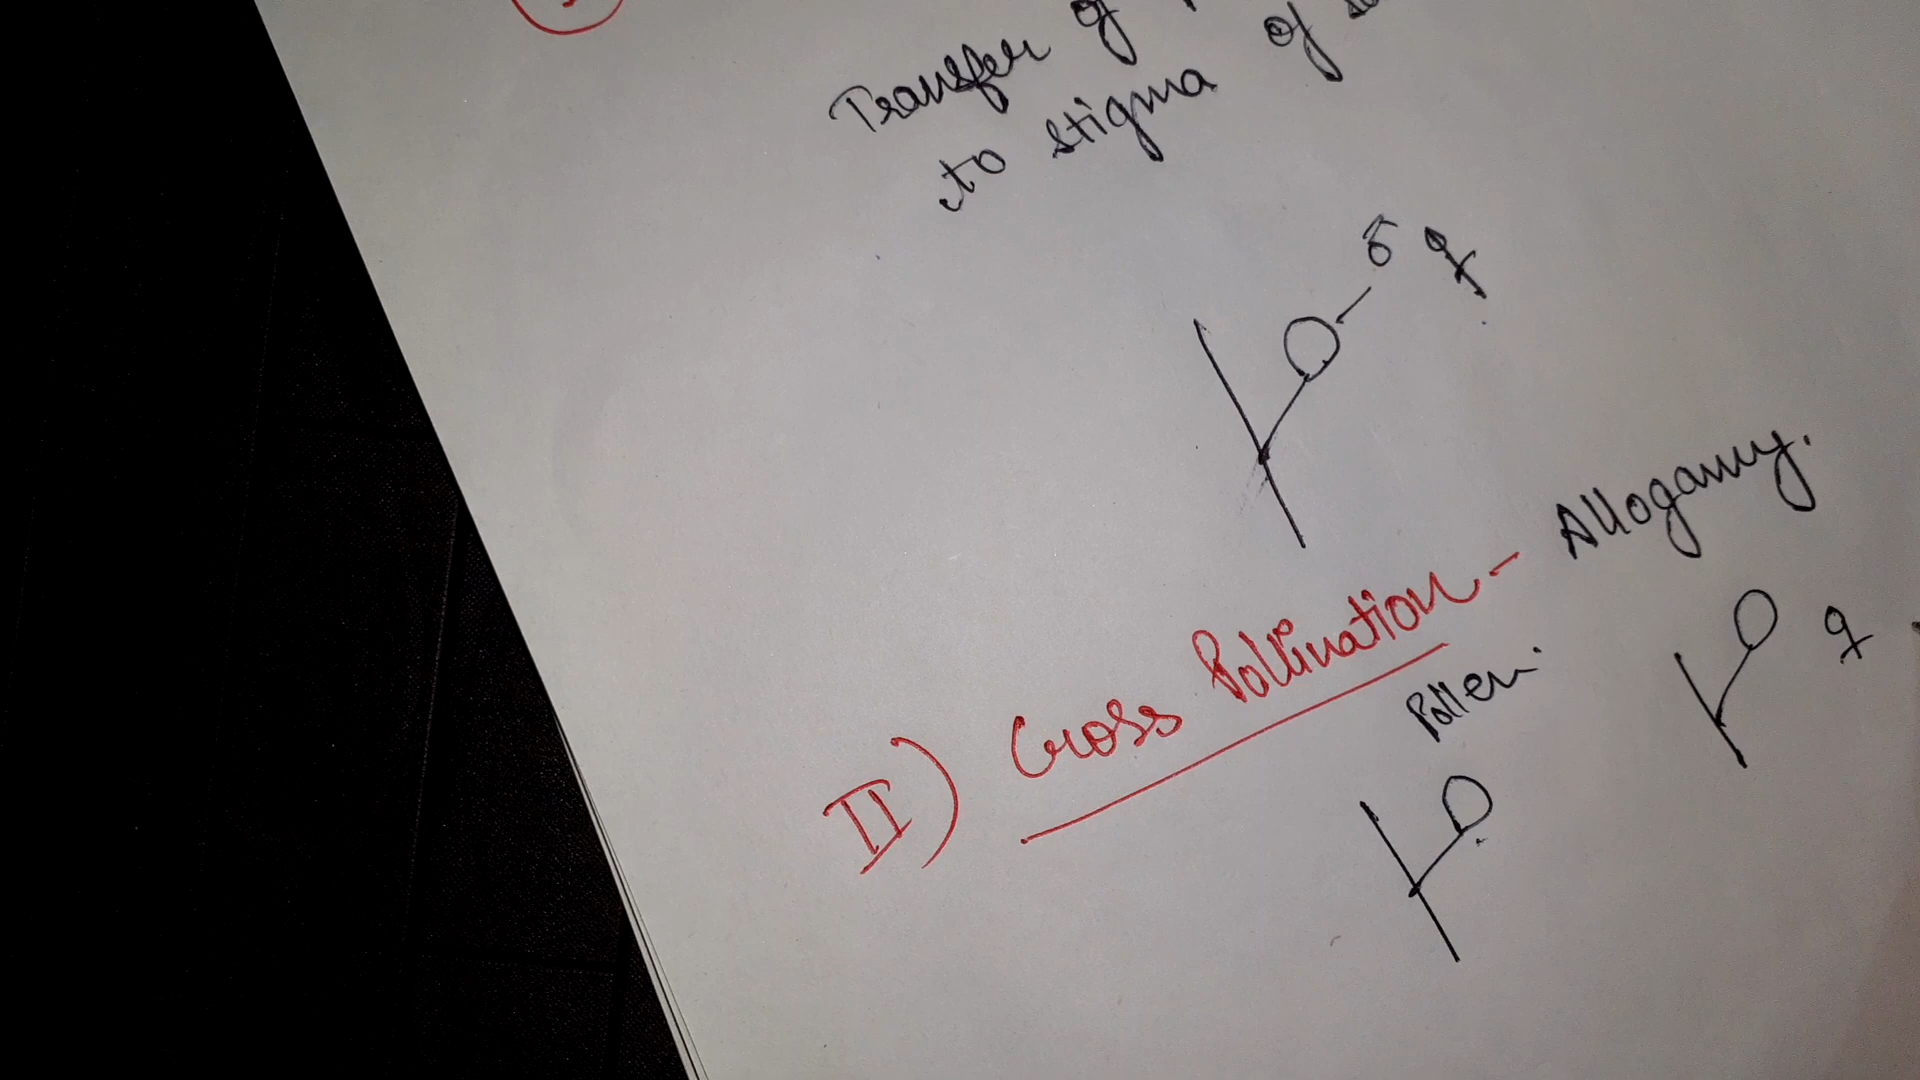 Transfer of
to stigma of
II) Cross Pollination - Allogamy.
Pollen